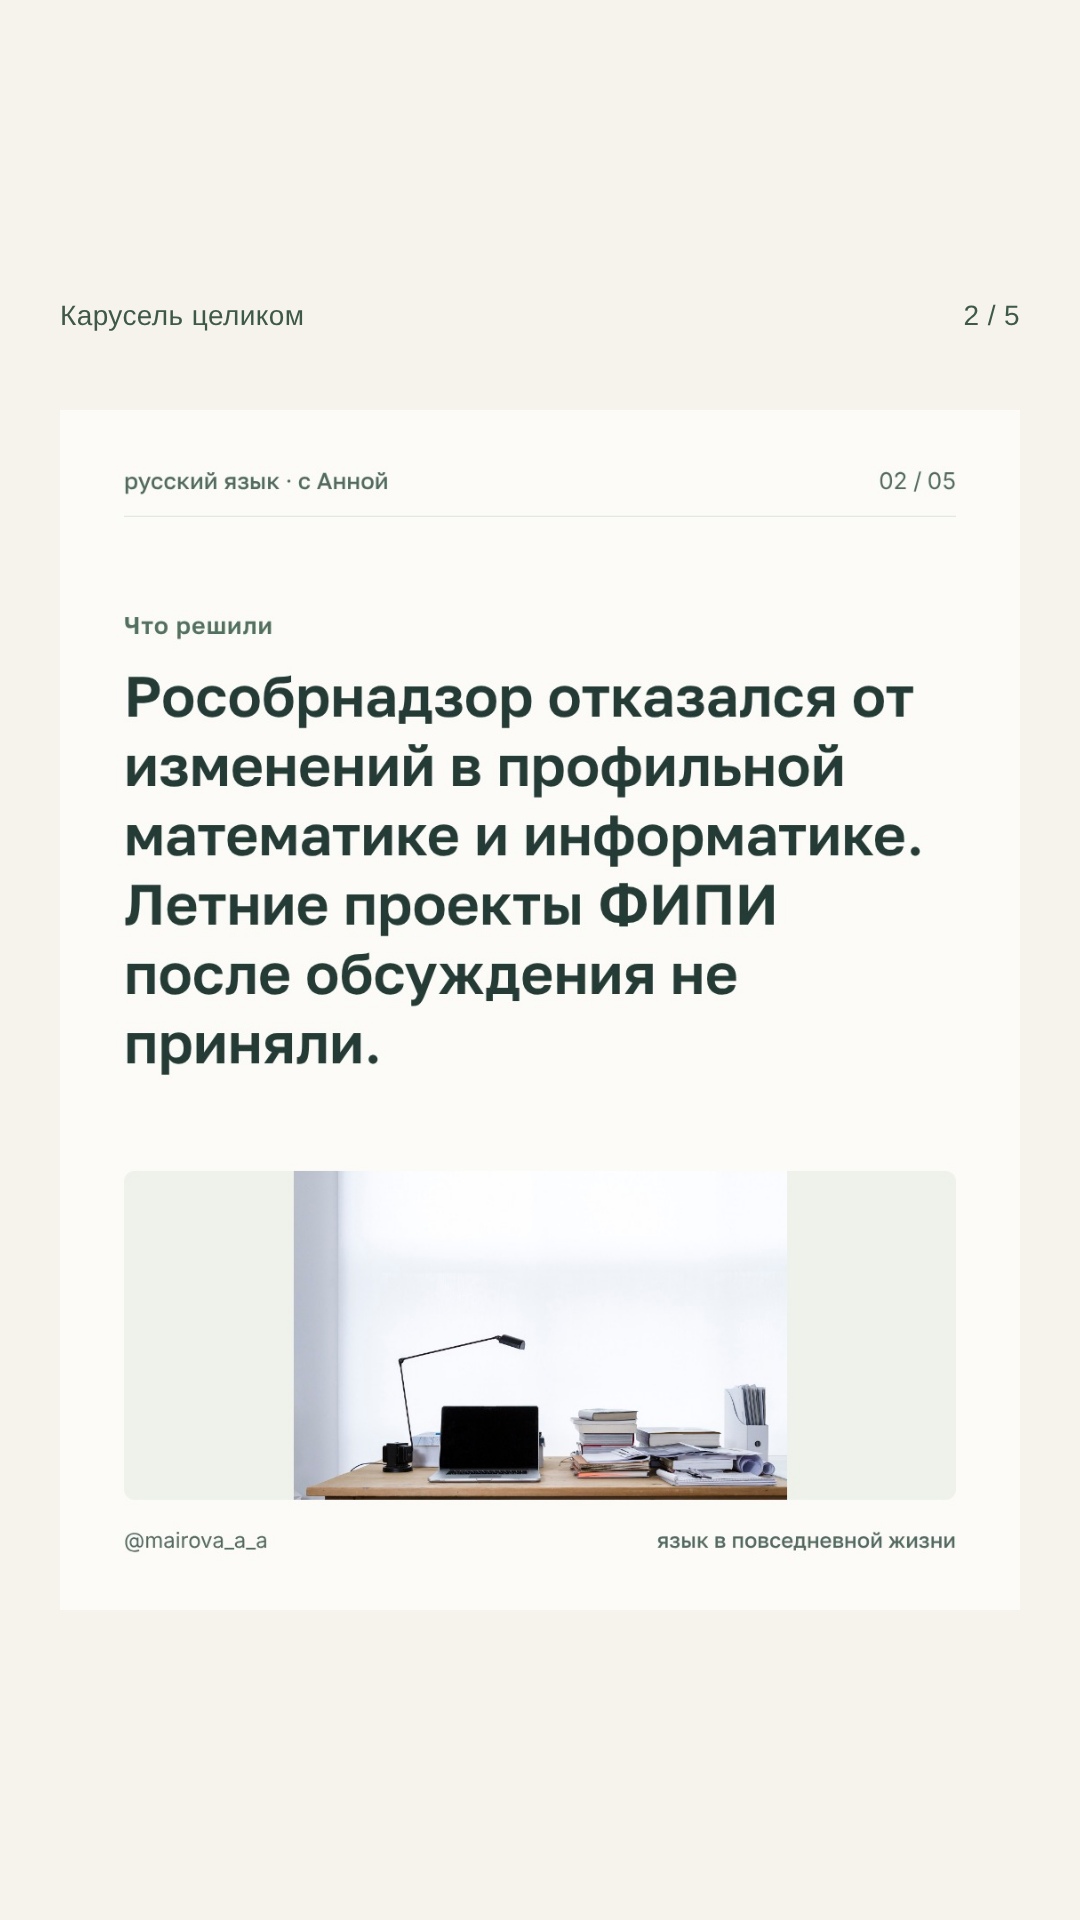 Карусель целиком
2 / 5
русский язык · с Анной
02 / 05
Что решили
Рособрнадзор отказался от
изменений в профильной
математике и информатике.
Летние проекты ФИПИ
после обсуждения не
приняли.
@mairova_a_a
язык в повседневной жизни